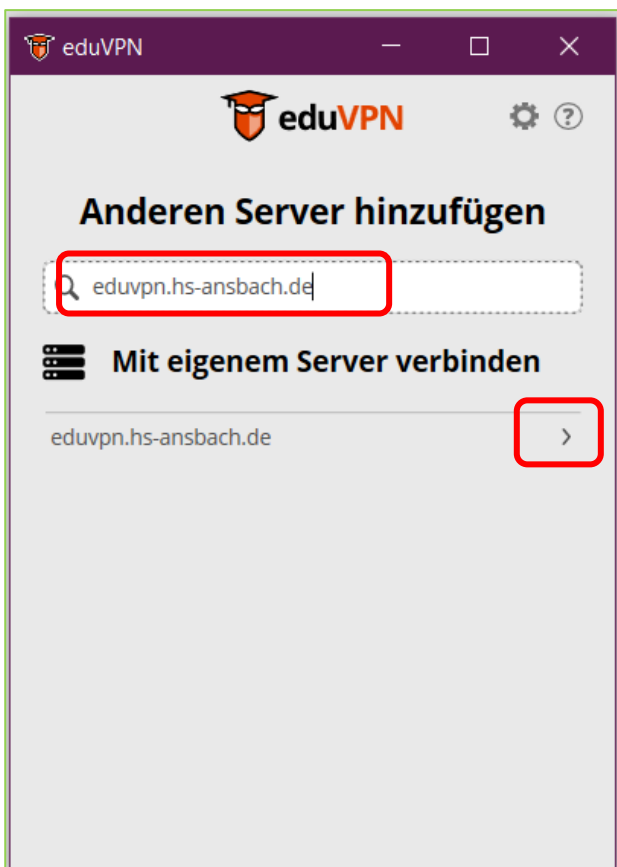 eduVPN
eduVPN
Anderen Server hinzufügen
eduvpn.hs-ansbach.de
Mit eigenem Server verbinden
eduvpn.hs-ansbach.de